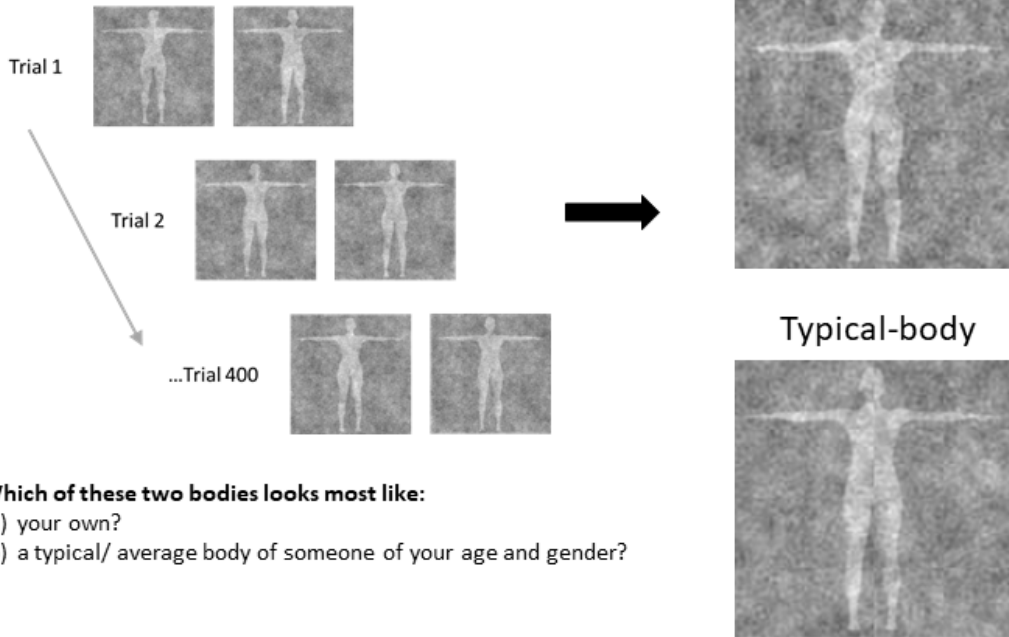 Trial 1
Trial 2
...Trial 400
Typical-body
of these two bodies looks most like:
) your own?
) a typical/ average body of someone of your age and gender?